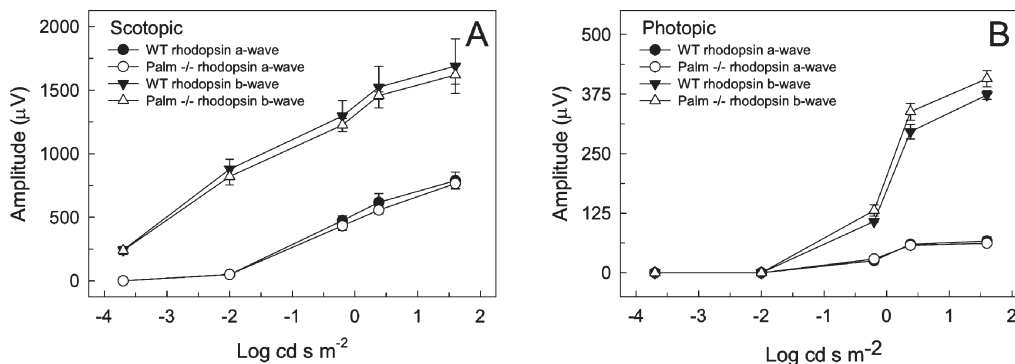 Scotopic
A
WT rhodopsin a-wave
Palm -/- rhodopsin a-wave
WT rhodopsin b-wave
Palm -/- rhodopsin b-wave
Amplitude (μV)
2000
1500
1000
500
0
-4 -3 -2 -1 0 1 2
Log cd s m⁻²
Photopic
B
WT rhodopsin a-wave
Palm -/- rhodopsin a-wave
WT rhodopsin b-wave
Palm -/- rhodopsin b-wave
Amplitude (μV)
500
375
250
125
0
-4 -3 -2 -1 0 1 2
Log cd s m⁻²